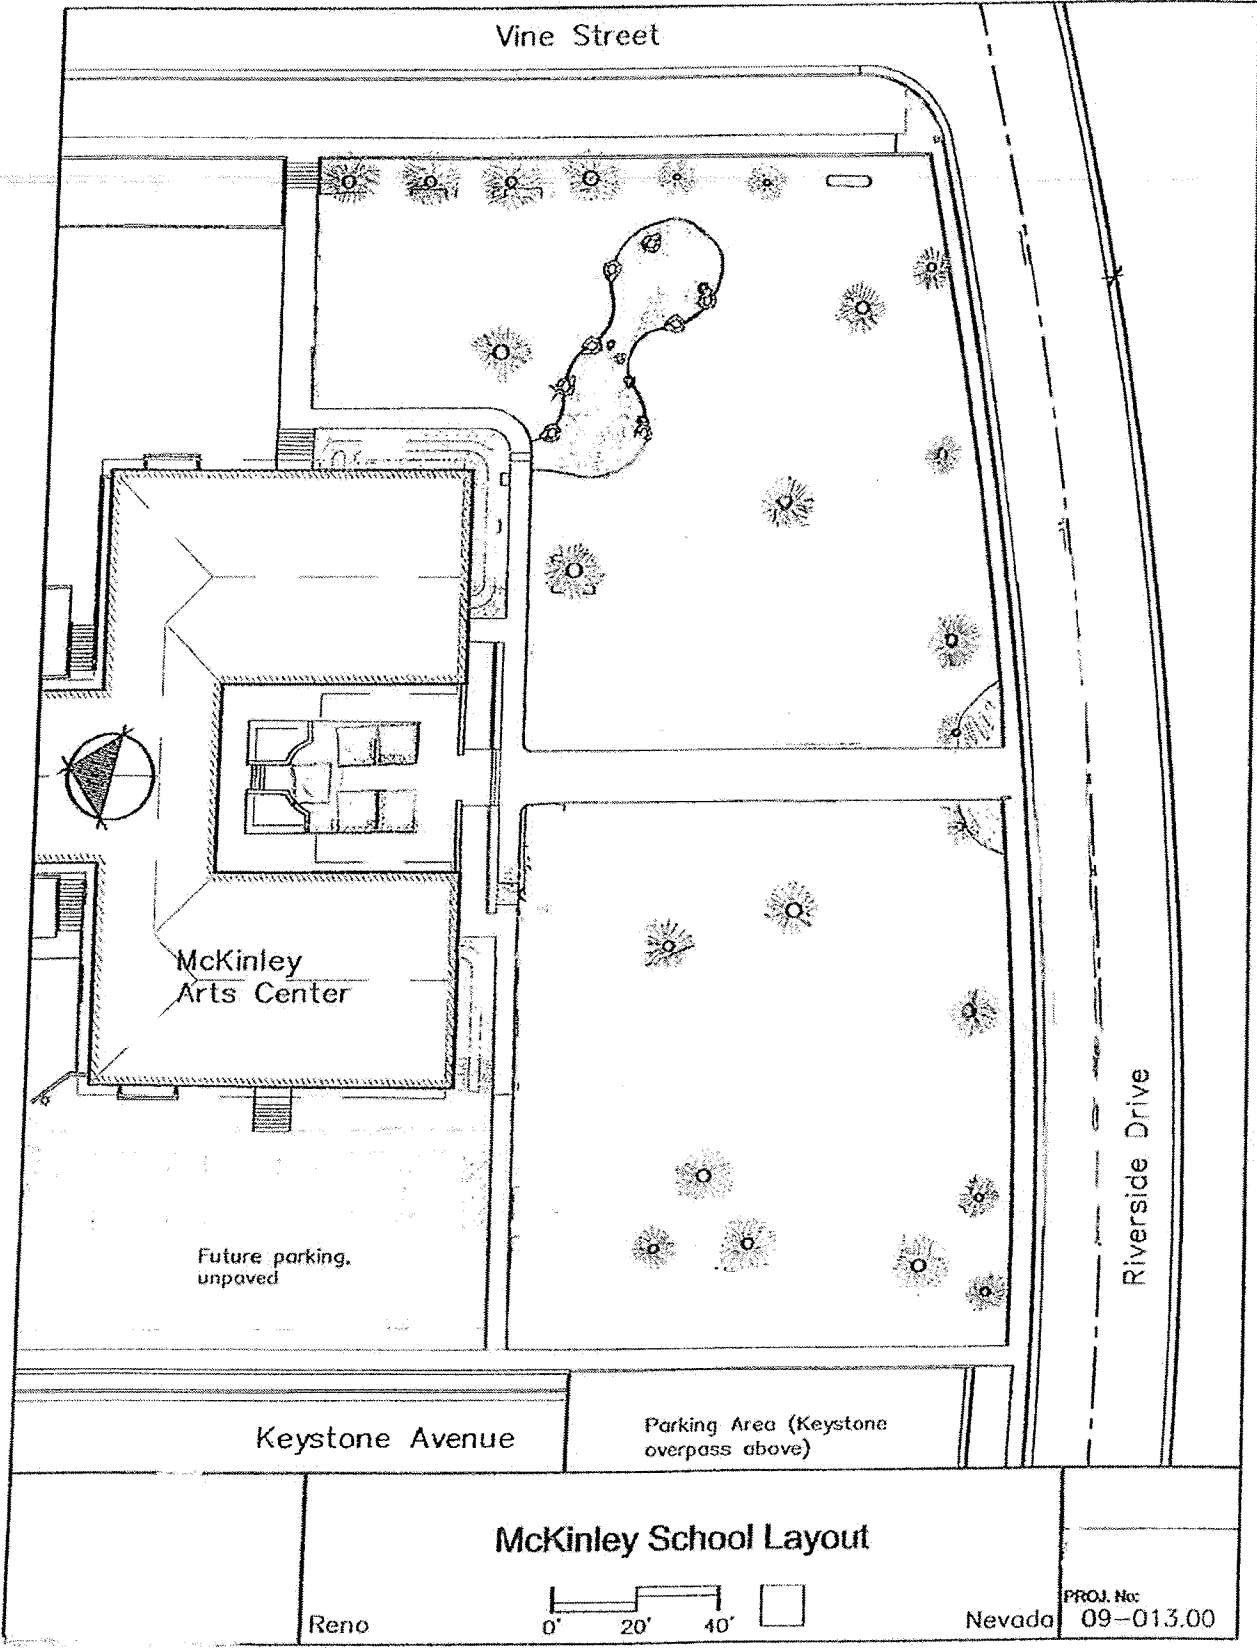 Vine Street
McKinley
Arts Center
Riverside Drive
Future parking,
unpaved
Keystone Avenue
Parking Area (Keystone
overpass above)
McKinley School Layout
0' 20' 40'
Reno
Nevada
PROJ. No:
09-013.00